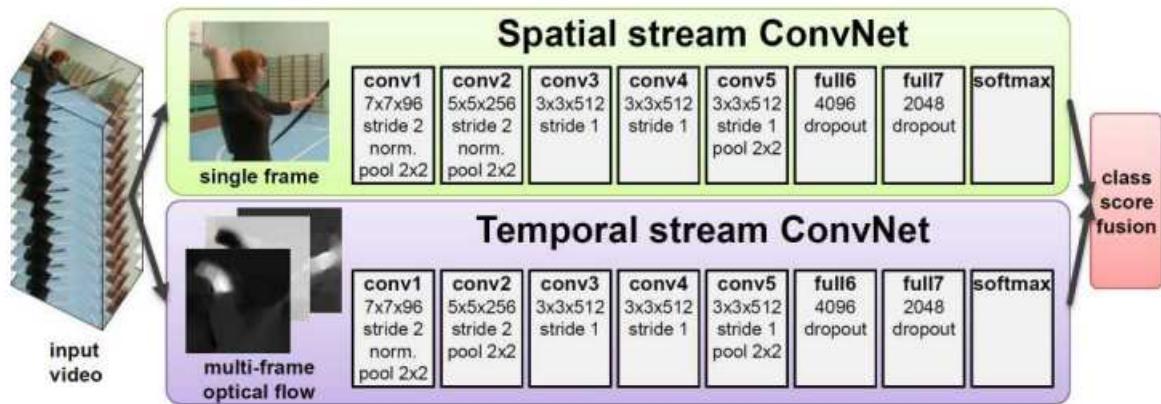 Spatial stream ConvNet
conv1
7x7x96
stride 2
norm.
pool 2x2
conv2
5x5x256
stride 2
norm.
pool 2x2
conv3
3x3x512
stride 1
conv4
3x3x512
stride 1
conv5
3x3x512
stride 1
pool 2x2
full6
4096
dropout
full7
2048
dropout
softmax
single frame
Temporal stream ConvNet
conv1
7x7x96
stride 2
norm.
pool 2x2
conv2
5x5x256
stride 2
pool 2x2
conv3
3x3x512
stride 1
conv4
3x3x512
stride 1
conv5
3x3x512
stride 1
pool 2x2
full6
4096
dropout
full7
2048
dropout
softmax
multi-frame
optical flow
input
video
class
score
fusion